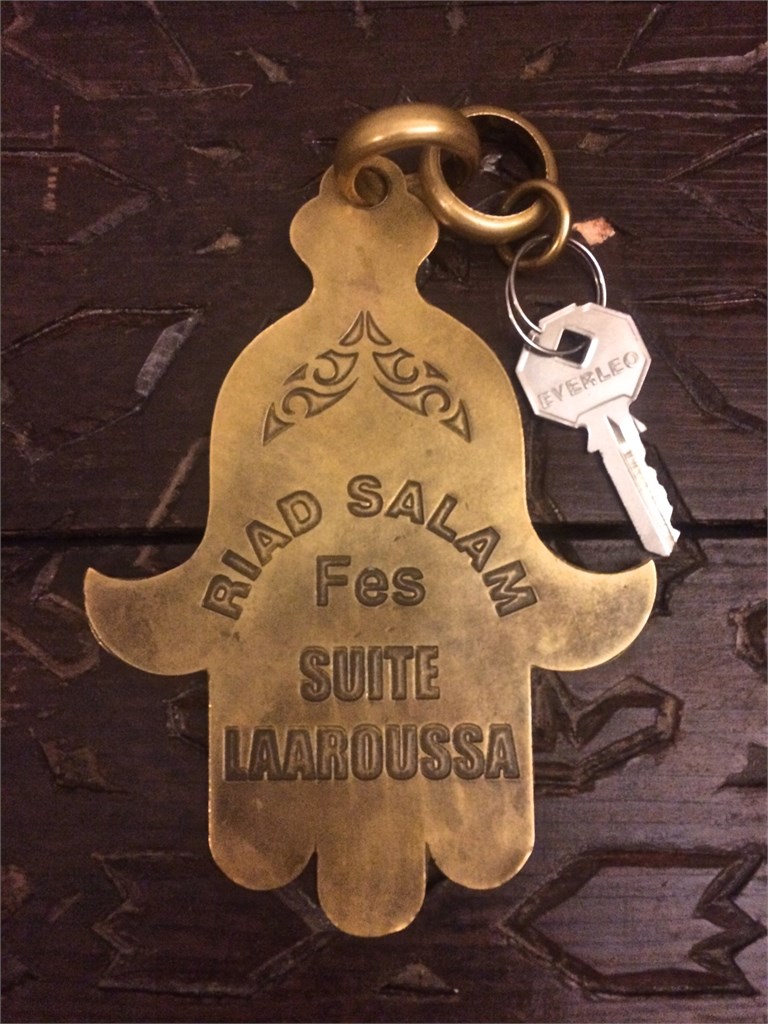 RIAD SALAM
Fes
SUITE
LAAROUSSA
EVERLEO